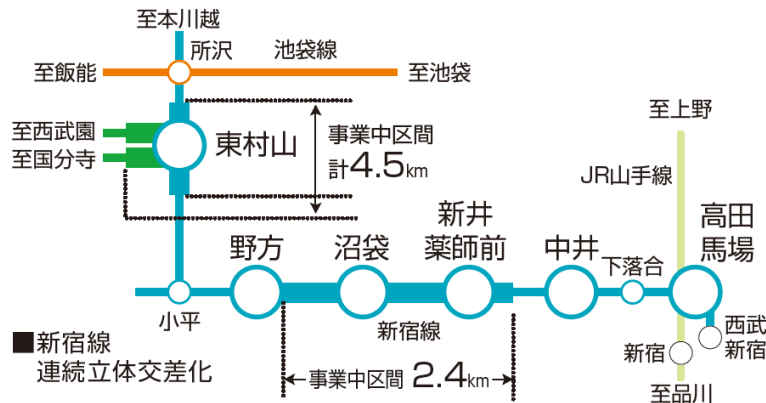 至本川越
所沢
池袋線
至飯能
至池袋
至西武園
至国分寺
東村山
事業中区間
計4.5km
至上野
JR山手線
高田
馬場
野方
沼袋
新井
薬師前
中井
下落合
小平
新宿線
西武
新宿
新宿
至品川
■新宿線
連続立体交差化
事業中区間 2.4km